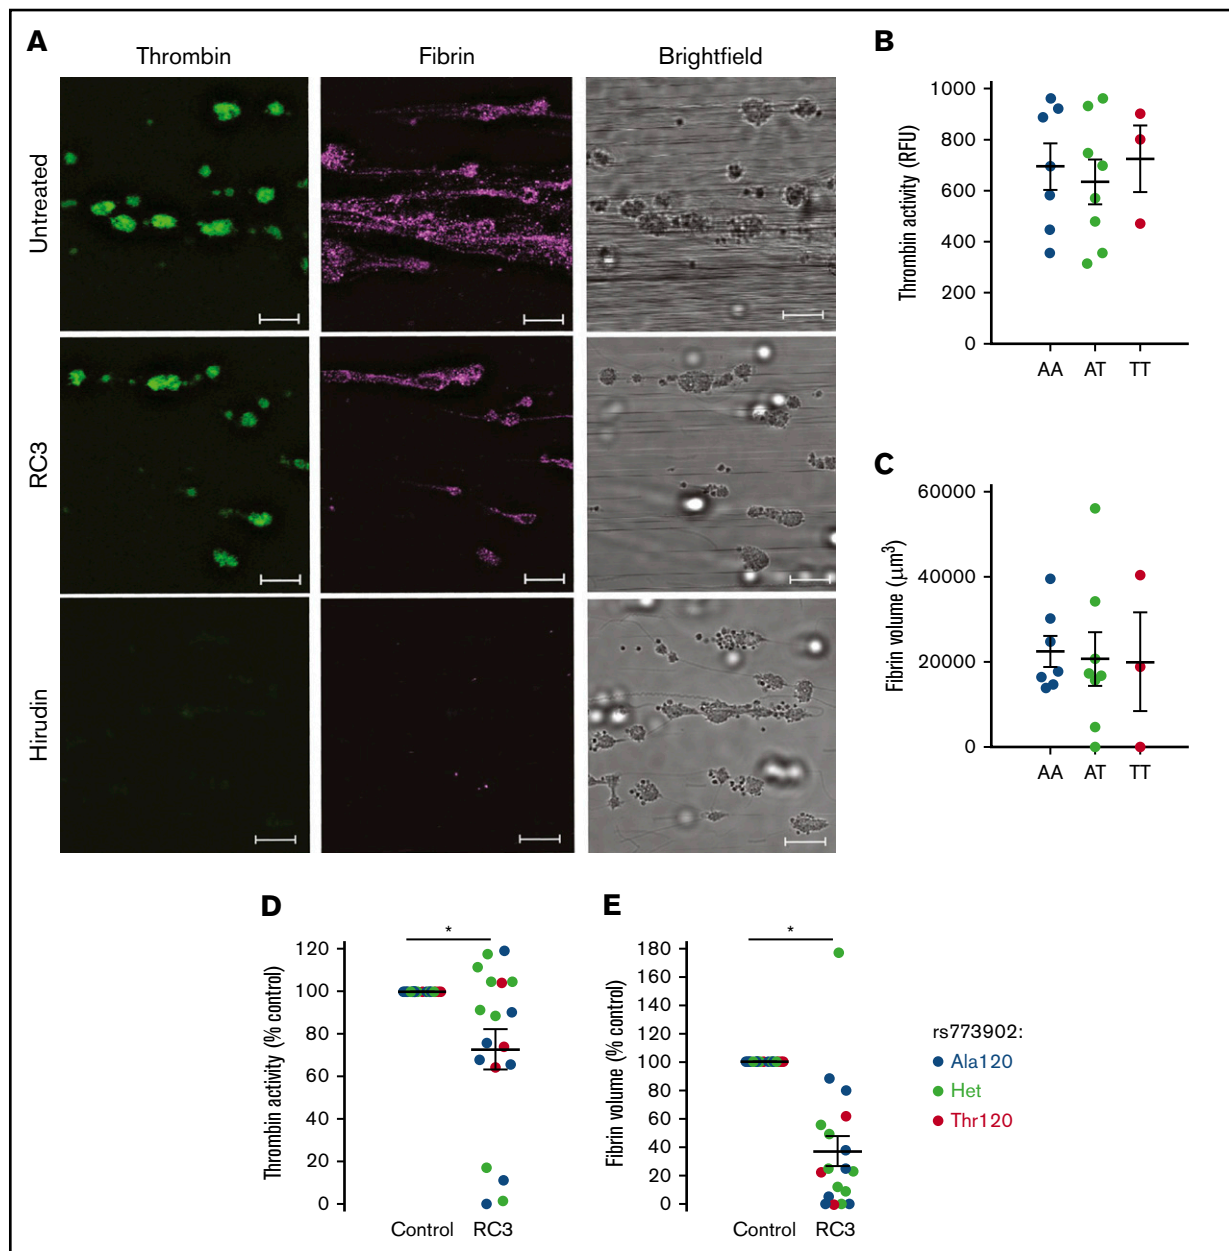 A
Thrombin
Fibrin
Brightfield
Untreated
RC3
Hirudin
B
Thrombin activity (RFU)
1000
800
600
400
200
0
AA AT TT
C
Fibrin volume (μm³)
60000
40000
20000
0
AA AT TT
D
Thrombin activity (% control)
120
100
80
60
40
20
0
*
Control RC3
E
Fibrin volume (% control)
180
160
140
120
100
80
60
40
20
0
*
Control RC3
rs773902:
Ala120
Het
Thr120